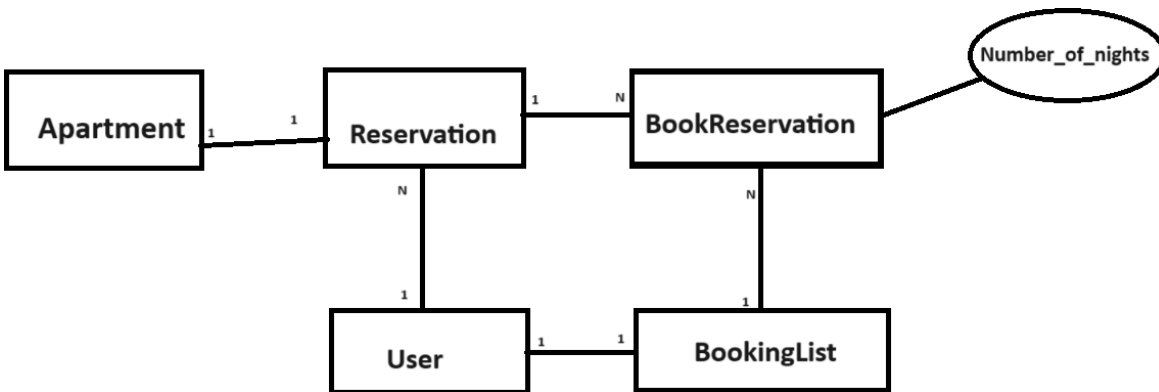 Number_of_nights
Apartment
1
1
Reservation
1
N
BookReservation
N
N
1
1
User
1
1
BookingList